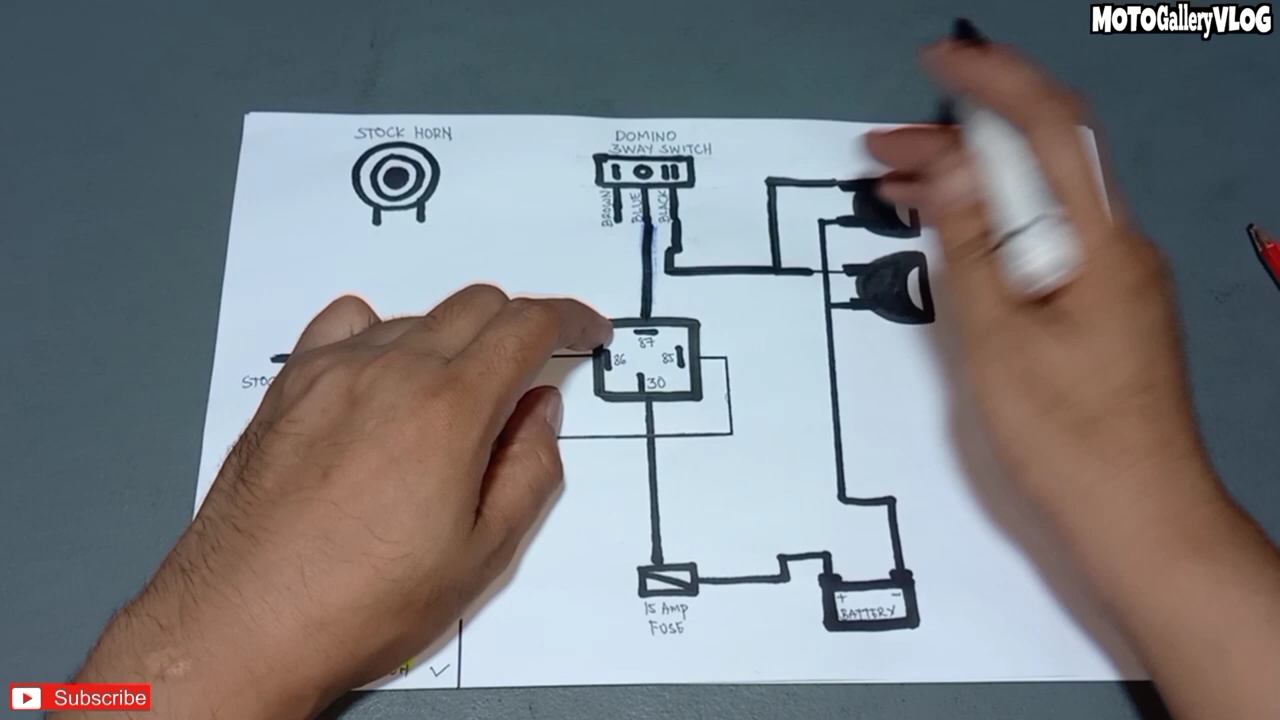 MOTOGalleryVLOG
STOCK HORN
DOMINO
3WAY SWITCH
BROWN
BLUE
BLACK
87
86
85
30
15 AMP
FUSE
+
-
BATTERY
Subscribe